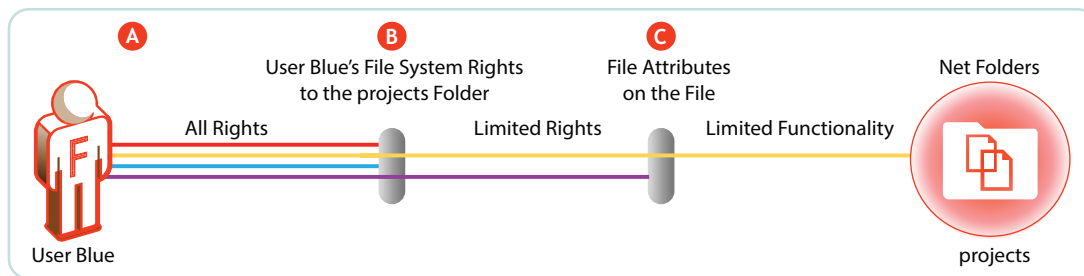 A
B
C
User Blue's File System Rights
to the projects Folder
File Attributes
on the File
Net Folders
All Rights
Limited Rights
Limited Functionality
F
User Blue
projects